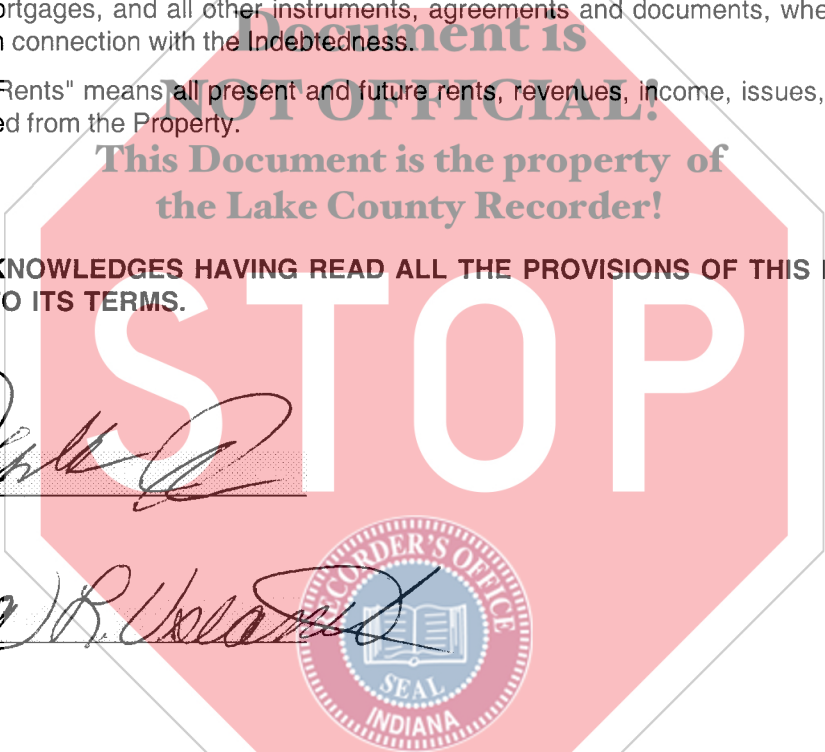 rtgages, and all other instruments, agreements and documents, whe
n connection with the Indebtedness.
Document is
Rents" means all present and future rents, revenues, income, issues,
NOT OFFICIAL!
ed from the Property.
This Document is the property of
the Lake County Recorder!
KNOWLEDGES HAVING READ ALL THE PROVISIONS OF THIS
O ITS TERMS.
STOP
RECORDER'S OFFICE
SEAL
INDIANA